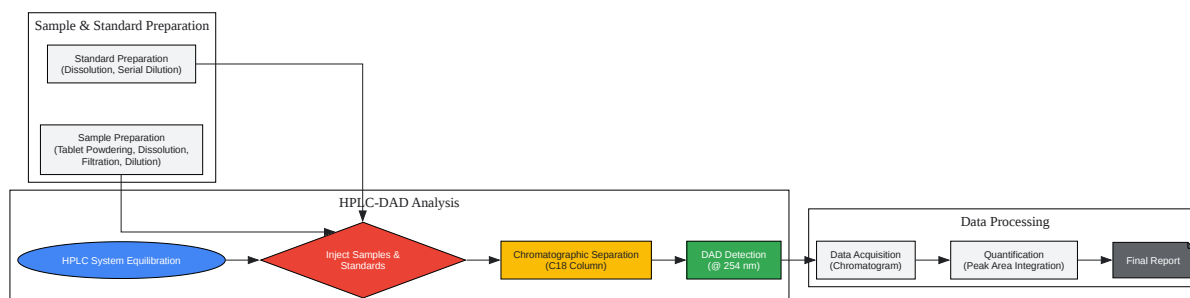 Sample & Standard Preparation
Standard Preparation
(Dissolution, Serial Dilution)
Sample Preparation
(Tablet Powdering, Dissolution,
Filtration, Dilution)
HPLC-DAD Analysis
HPLC System Equilibration
Inject Samples &
Standards
Chromatographic Separation
(C18 Column)
DAD Detection
(@ 254 nm)
Data Processing
Data Acquisition
(Chromatogram)
Quantification
(Peak Area Integration)
Final Report